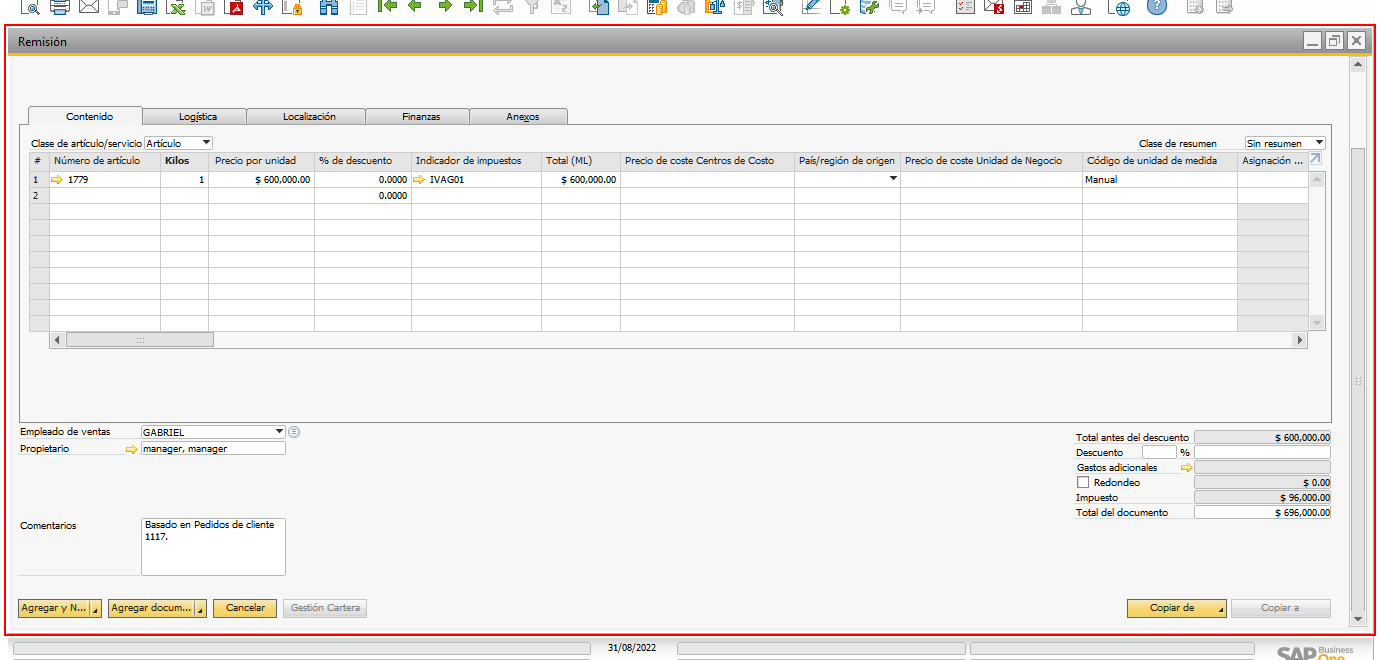 Remisión
Contenido Logística Localización Finanzas Anexos
Clase de artículo/servicio Artículo Clase de resumen Sin resumen
# Número de artículo Kilos Precio por unidad % de descuento Indicador de impuestos Total (ML) Precio de coste Centros de Costo País/región de origen Precio de coste Unidad de Negocio Código de unidad de medida Asignación ...
1 1779 1 $ 600,000.00 0.0000 IVAG01 $ 600,000.00 Manual
2 0.0000
Empleado de ventas GABRIEL
Propietario manager, manager
Total antes del descuento $ 600,000.00
Descuento %
Gastos adicionales
Redondeo $ 0.00
Impuesto $ 96,000.00
Total del documento $ 696,000.00
Comentarios Basado en Pedidos de cliente
1117.
Agregar y N... Agregar docum... Cancelar Gestión Cartera Copiar de Copiar a
31/08/2022
SAP Business
One